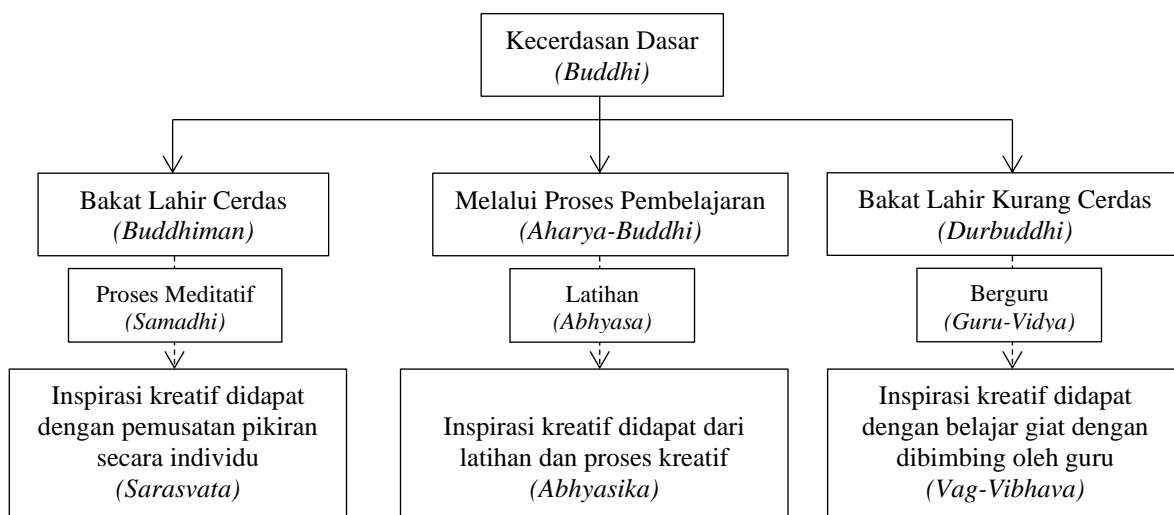 Kecerdasan Dasar
(Buddhi)
Bakat Lahir Cerdas
(Buddhiman)
Melalui Proses Pembelajaran
(Aharya-Buddhi)
Bakat Lahir Kurang Cerdas
(Durbuddhi)
Proses Meditatif
(Samadhi)
Latihan
(Abhyasa)
Berguru
(Guru-Vidya)
Inspirasi kreatif didapat
dengan pemusatan pikiran
secara individu
(Sarasvata)
Inspirasi kreatif didapat dari
latihan dan proses kreatif
(Abhyasika)
Inspirasi kreatif didapat
dengan belajar giat dengan
dibimbing oleh guru
(Vag-Vibhava)